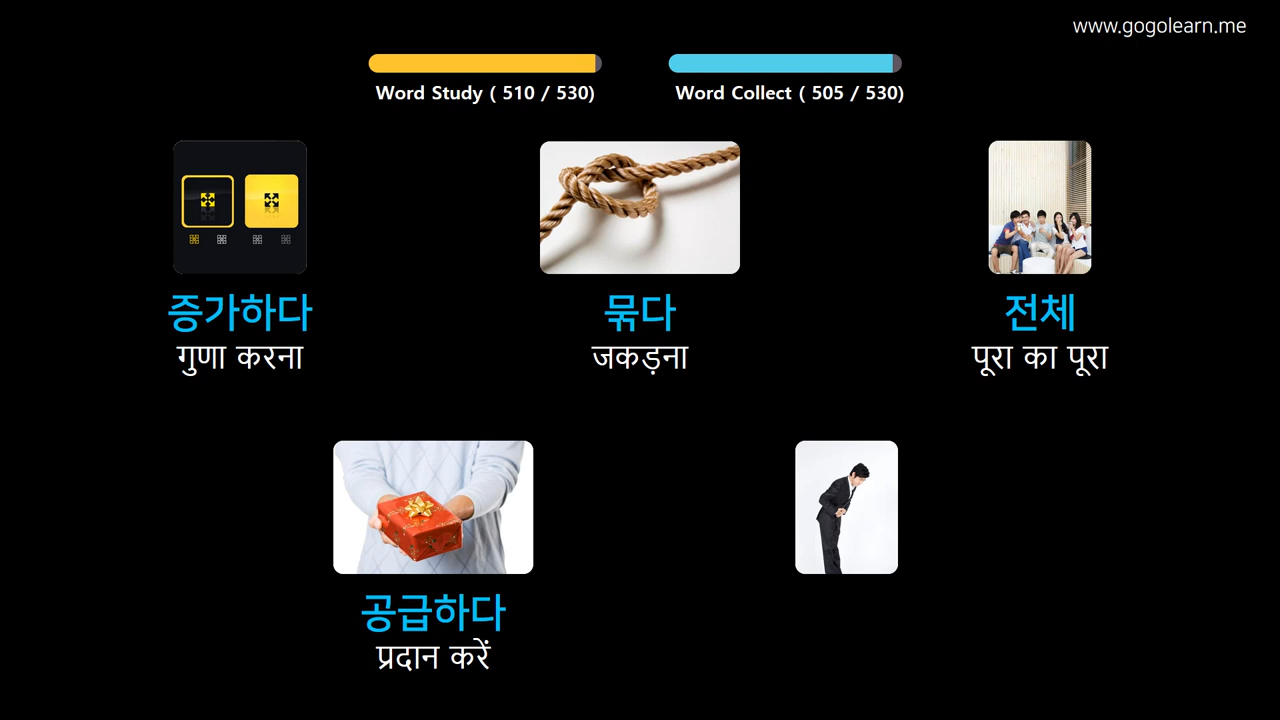 www.gogolearn.me
Word Study ( 510 / 530)
Word Collect ( 505 / 530)
증가하다
गुणा करना
묶다
जकड़ना
전체
पूरा का पूरा
공급하다
प्रदान करें